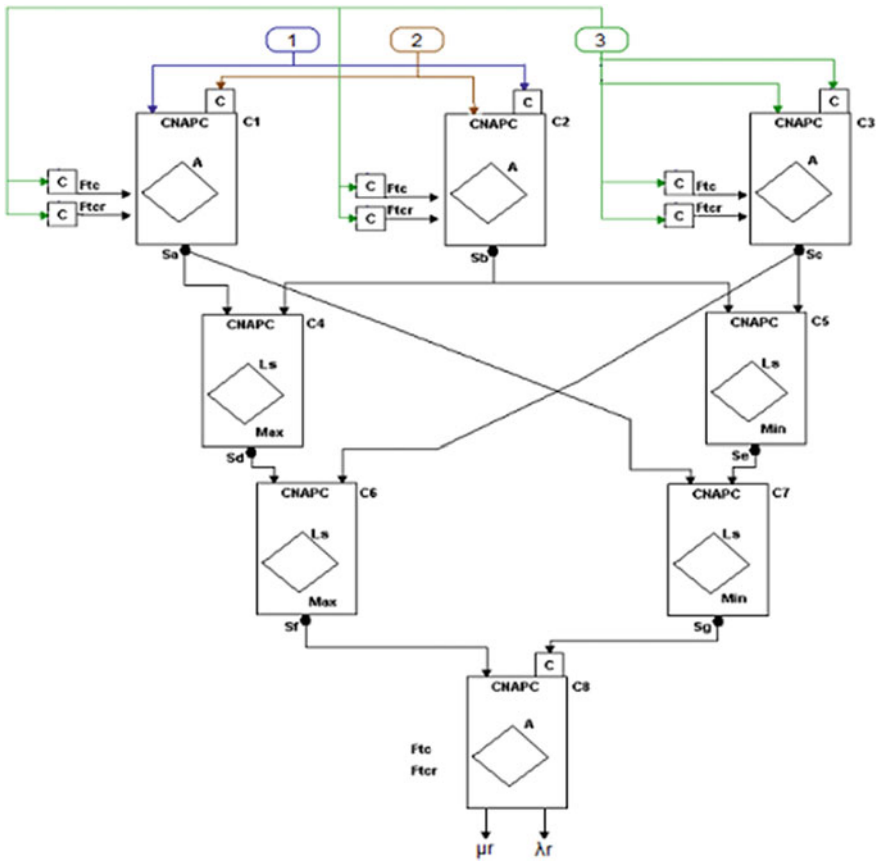 1 2 3
C C C
CNAPC C1 CNAPC C2 CNAPC C3
A A A
C Ftc C Ftc C Ftc
C Ftcr C Ftcr C Ftcr
Sa Sb Sc
CNAPC C4 CNAPC C5
Ls Ls
Max Min
Sd Se
CNAPC C6 CNAPC C7
Ls Ls
Max Min
Sf Sg
C
CNAPC C8
A
Ftc
Ftcr
μr λr